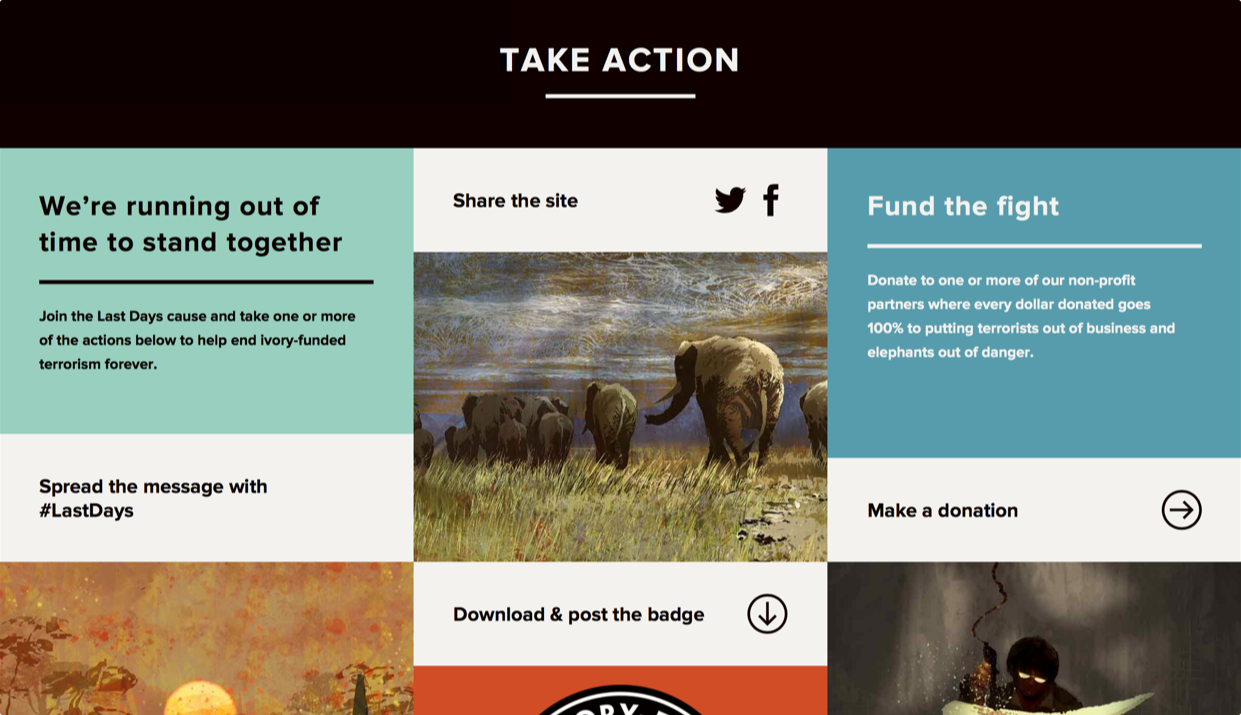 TAKE ACTION
We're running out of
time to stand together
Join the Last Days cause and take one or more
of the actions below to help end ivory-funded
terrorism forever.
Spread the message with
#LastDays
Share the site
Download & post the badge
Fund the fight
Donate to one or more of our non-profit
partners where every dollar donated goes
100% to putting terrorists out of business and
elephants out of danger.
Make a donation